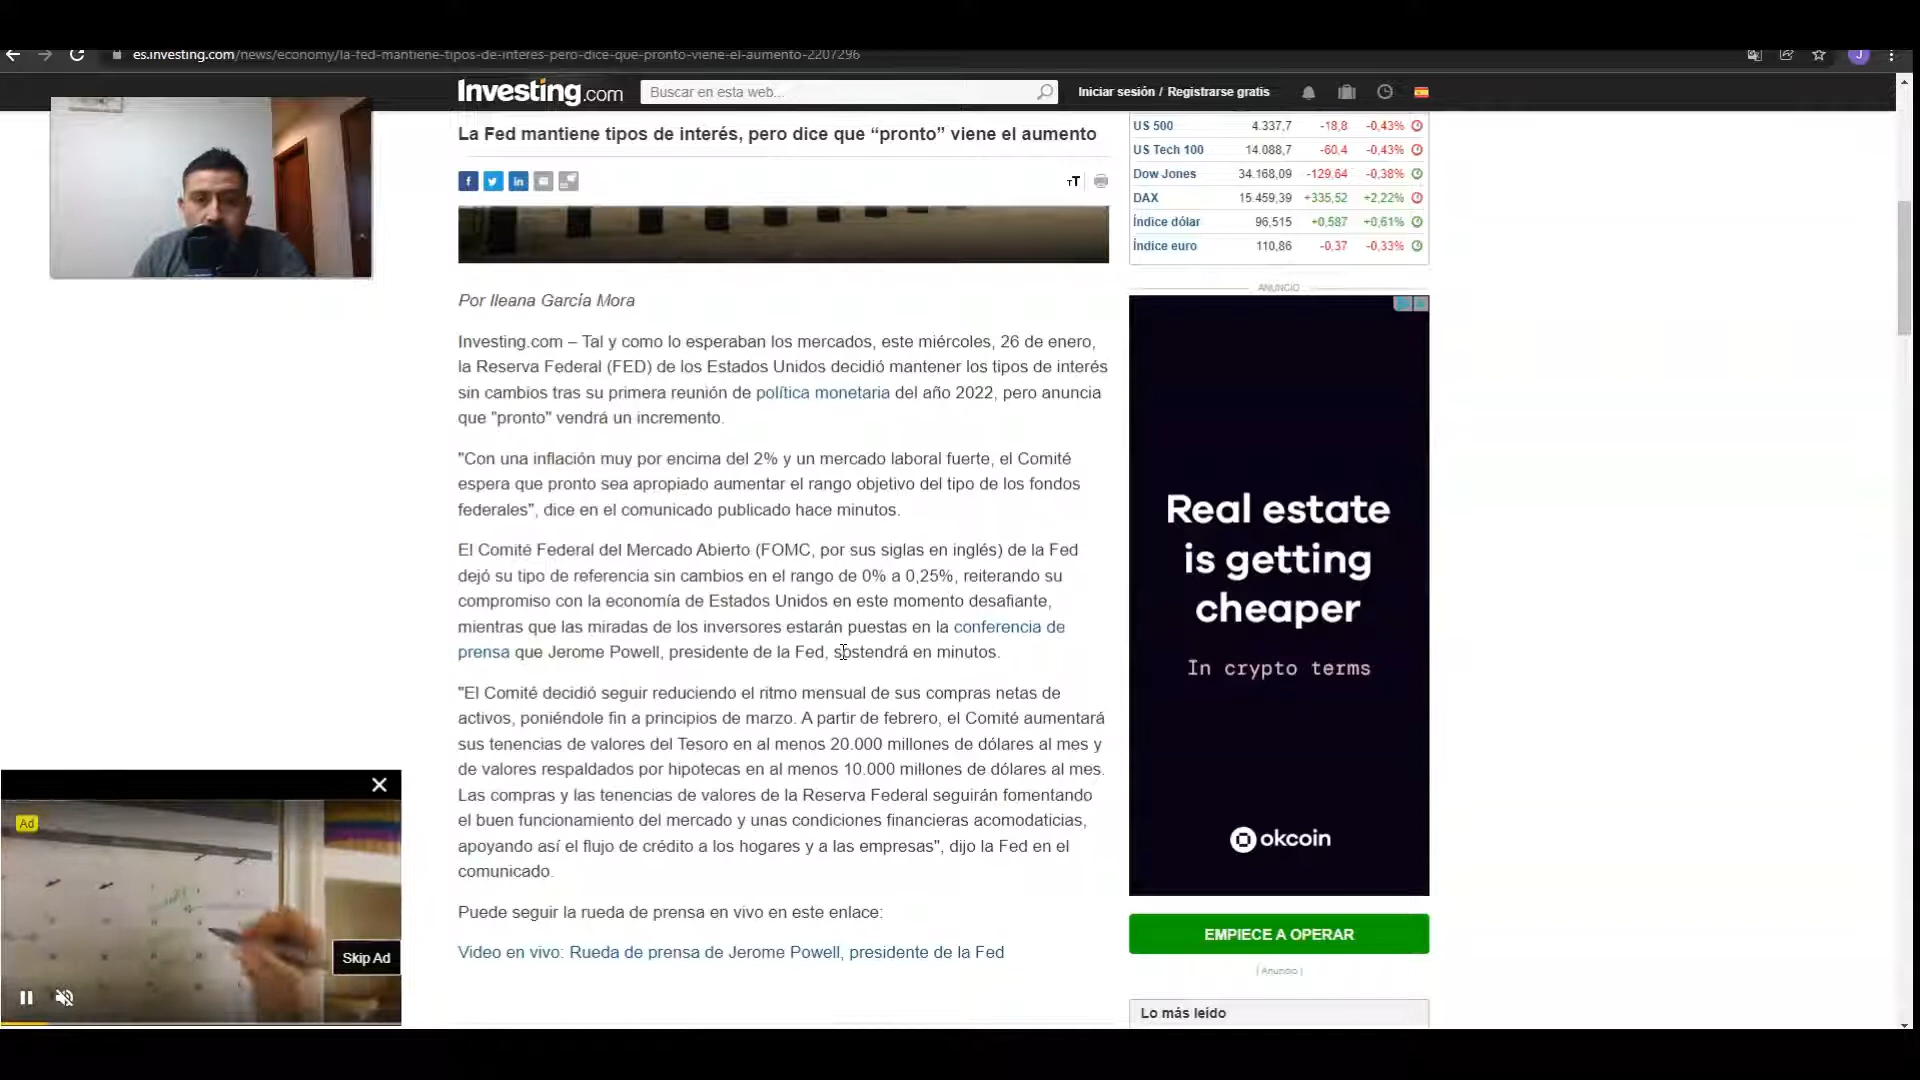 es.investing.com/news/economy/la-fed-mantiene-tipos-de-interes-pero-dice-que-pronto-viene-el-aumento-2207296
J
Investing.com
Buscar en esta web...
Iniciar sesión / Registrarse gratis
La Fed mantiene tipos de interés, pero dice que “pronto” viene el aumento
US 500 4.337,7 -18,8 -0,43%
US Tech 100 14.088,7 -60,4 -0,43%
Dow Jones 34.168,09 -129,64 -0,38%
DAX 15.459,39 +335,52 +2,22%
Índice dólar 96,515 +0,587 +0,61%
Índice euro 110,86 -0,37 -0,33%
f in TT
Por Ileana García Mora
Investing.com – Tal y como lo esperaban los mercados, este miércoles, 26 de enero,
la Reserva Federal (FED) de los Estados Unidos decidió mantener los tipos de interés
sin cambios tras su primera reunión de política monetaria del año 2022, pero anuncia
que "pronto" vendrá un incremento.
"Con una inflación muy por encima del 2% y un mercado laboral fuerte, el Comité
espera que pronto sea apropiado aumentar el rango objetivo del tipo de los fondos
federales", dice en el comunicado publicado hace minutos.
El Comité Federal del Mercado Abierto (FOMC, por sus siglas en inglés) de la Fed
dejó su tipo de referencia sin cambios en el rango de 0% a 0,25%, reiterando su
compromiso con la economía de Estados Unidos en este momento desafiante,
mientras que las miradas de los inversores estarán puestas en la conferencia de
prensa que Jerome Powell, presidente de la Fed, sostendrá en minutos.
"El Comité decidió seguir reduciendo el ritmo mensual de sus compras netas de
activos, poniéndole fin a principios de marzo. A partir de febrero, el Comité aumentará
sus tenencias de valores del Tesoro en al menos 20.000 millones de dólares al mes y
de valores respaldados por hipotecas en al menos 10.000 millones de dólares al mes.
Las compras y las tenencias de valores de la Reserva Federal seguirán fomentando
el buen funcionamiento del mercado y unas condiciones financieras acomodaticias,
apoyando así el flujo de crédito a los hogares y a las empresas", dijo la Fed en el
comunicado.
Puede seguir la rueda de prensa en vivo en este enlace:
Video en vivo: Rueda de prensa de Jerome Powell, presidente de la Fed
ANUNCIO
Real estate
is getting
cheaper
In crypto terms
okcoin
EMPIECE A OPERAR
| Anuncio |
Lo más leído
Ad
Skip Ad